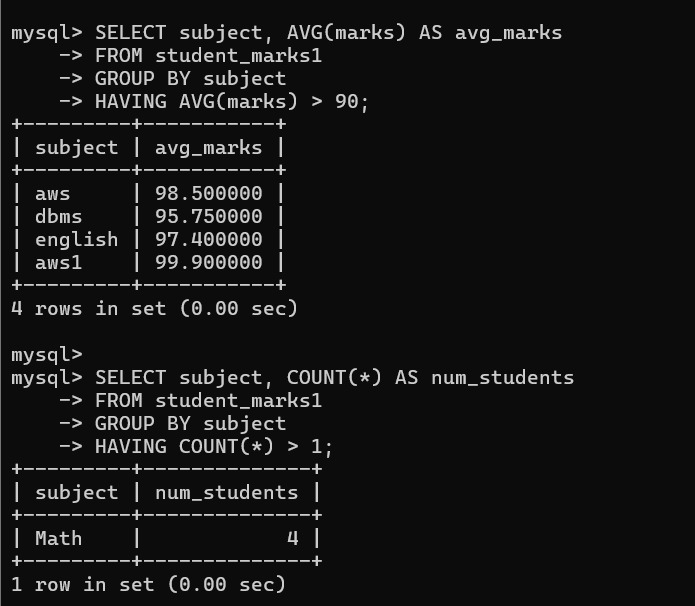 mysql> SELECT subject, AVG(marks) AS avg_marks
    -> FROM student_marks1
    -> GROUP BY subject
    -> HAVING AVG(marks) > 90;
+---------+-----------+
| subject | avg_marks |
+---------+-----------+
| aws     | 98.500000 |
| dbms    | 95.750000 |
| english | 97.400000 |
| aws1    | 99.900000 |
+---------+-----------+
4 rows in set (0.00 sec)

mysql>
mysql> SELECT subject, COUNT(*) AS num_students
    -> FROM student_marks1
    -> GROUP BY subject
    -> HAVING COUNT(*) > 1;
+---------+--------------+
| subject | num_students |
+---------+--------------+
| Math    |            4 |
+---------+--------------+
1 row in set (0.00 sec)